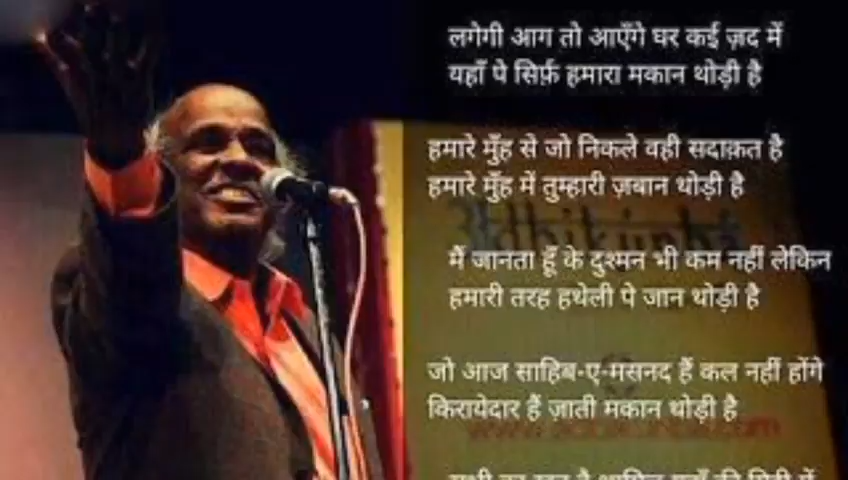 लगेगी आग तो आएँगे घर कई ज़द में
यहाँ पे सिर्फ़ हमारा मकान थोड़ी है
हमारे मुँह से जो निकले वही सदाक़त है
हमारे मुँह में तुम्हारी ज़बान थोड़ी है
मैं जानता हूँ के दुश्मन भी कम नहीं लेकिन
हमारी तरह हथेली पे जान थोड़ी है
जो आज साहिब-ए-मसनद हैं कल नहीं होंगे
किरायेदार हैं ज़ाती मकान थोड़ी है